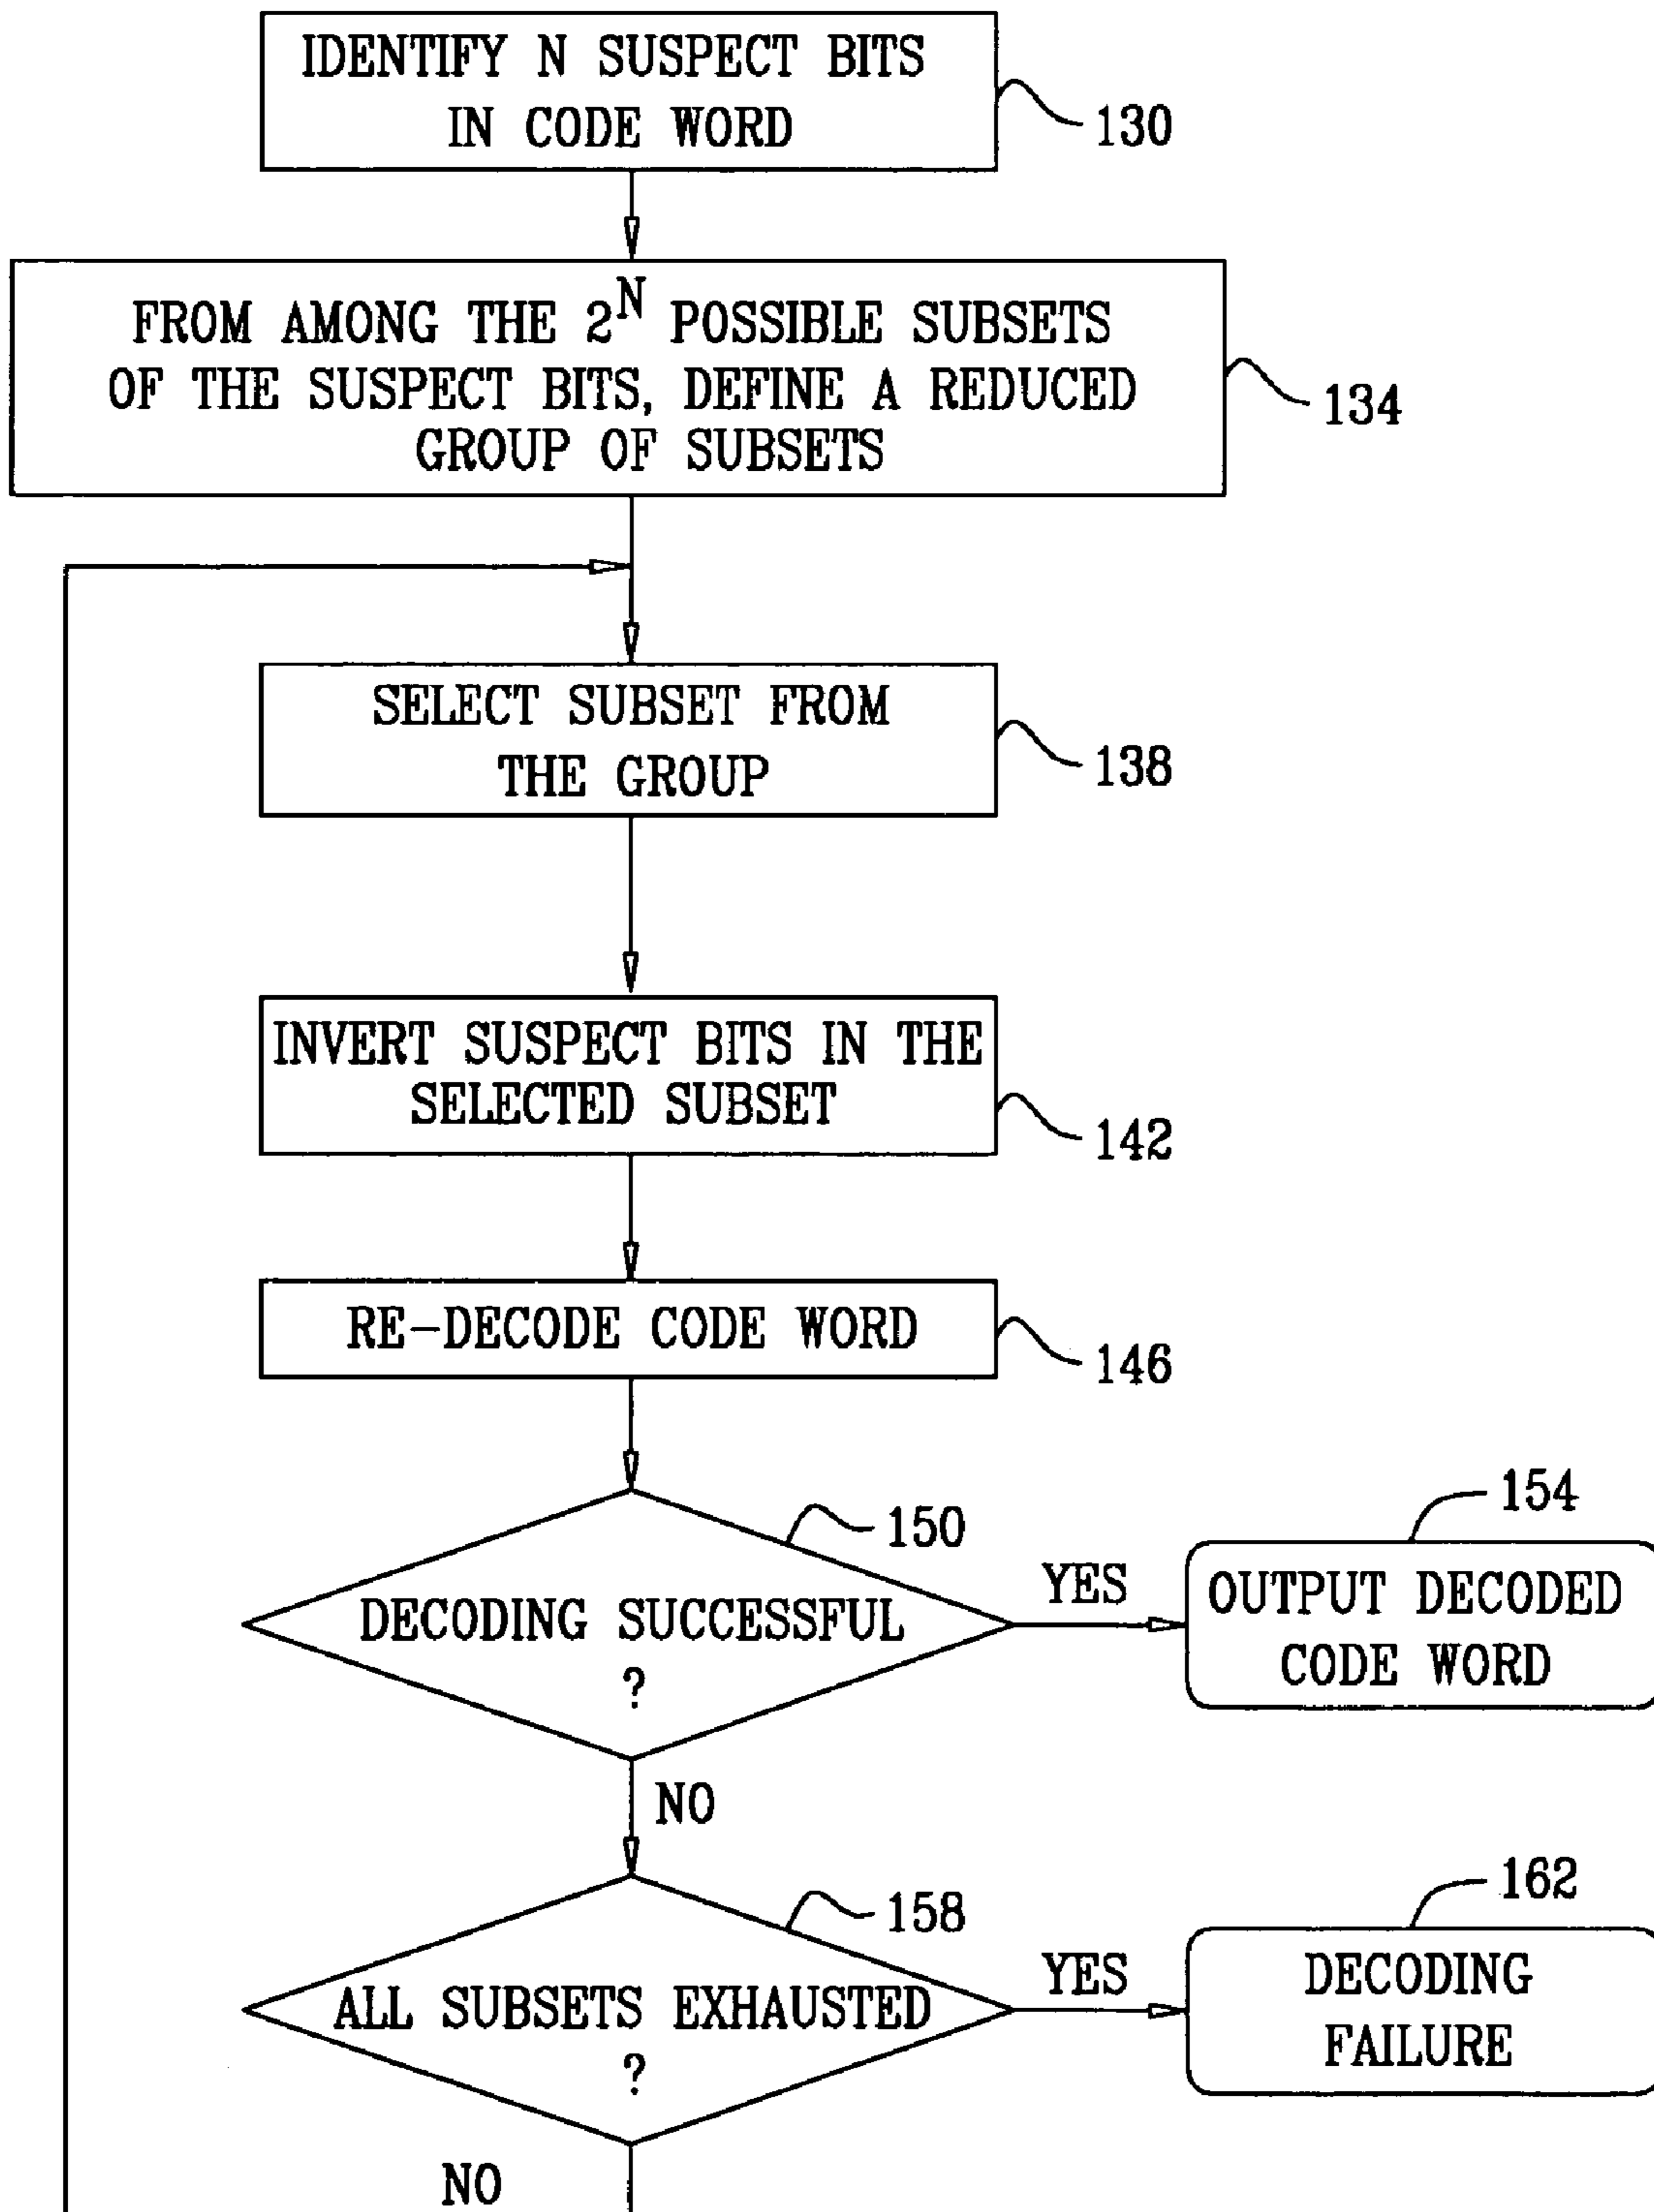 IDENTIFY N SUSPECT BITS
IN CODE WORD
130
FROM AMONG THE 2^N POSSIBLE SUBSETS
OF THE SUSPECT BITS, DEFINE A REDUCED
GROUP OF SUBSETS
134
SELECT SUBSET FROM
THE GROUP
138
INVERT SUSPECT BITS IN THE
SELECTED SUBSET
142
RE-DECODE CODE WORD
146
150
DECODING SUCCESSFUL
?
YES
154
OUTPUT DECODED
CODE WORD
NO
158
ALL SUBSETS EXHAUSTED
?
YES
162
DECODING
FAILURE
NO